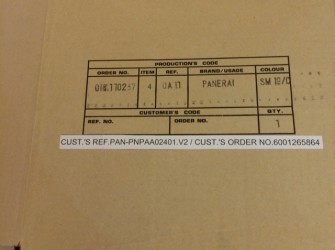 PRODUCTION'S CODE
ORDER NO. ITEM REF. BRAND/USAGE COLOUR
4 PANERAI
CUSTOMER'S CODE QTY.
REF. NO. ORDER NO. 1
CUST.'S REF.PAN-PNPAA02401.V2 / CUST.'S ORDER NO.6001265864